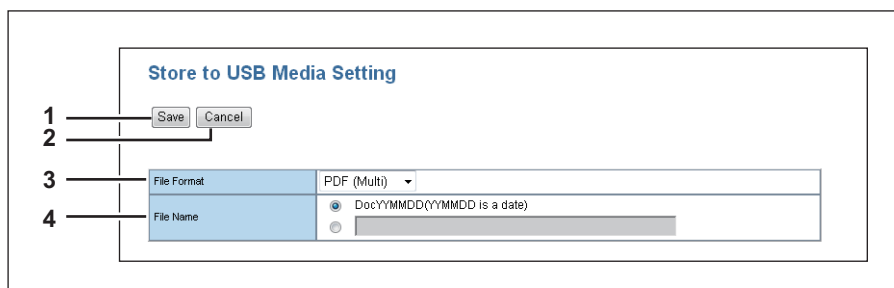 Store to USB Media Setting
1
Save Cancel
2
3
File Format PDF (Multi)
4
File Name DocYYMMDD(YYMMDD is a date)